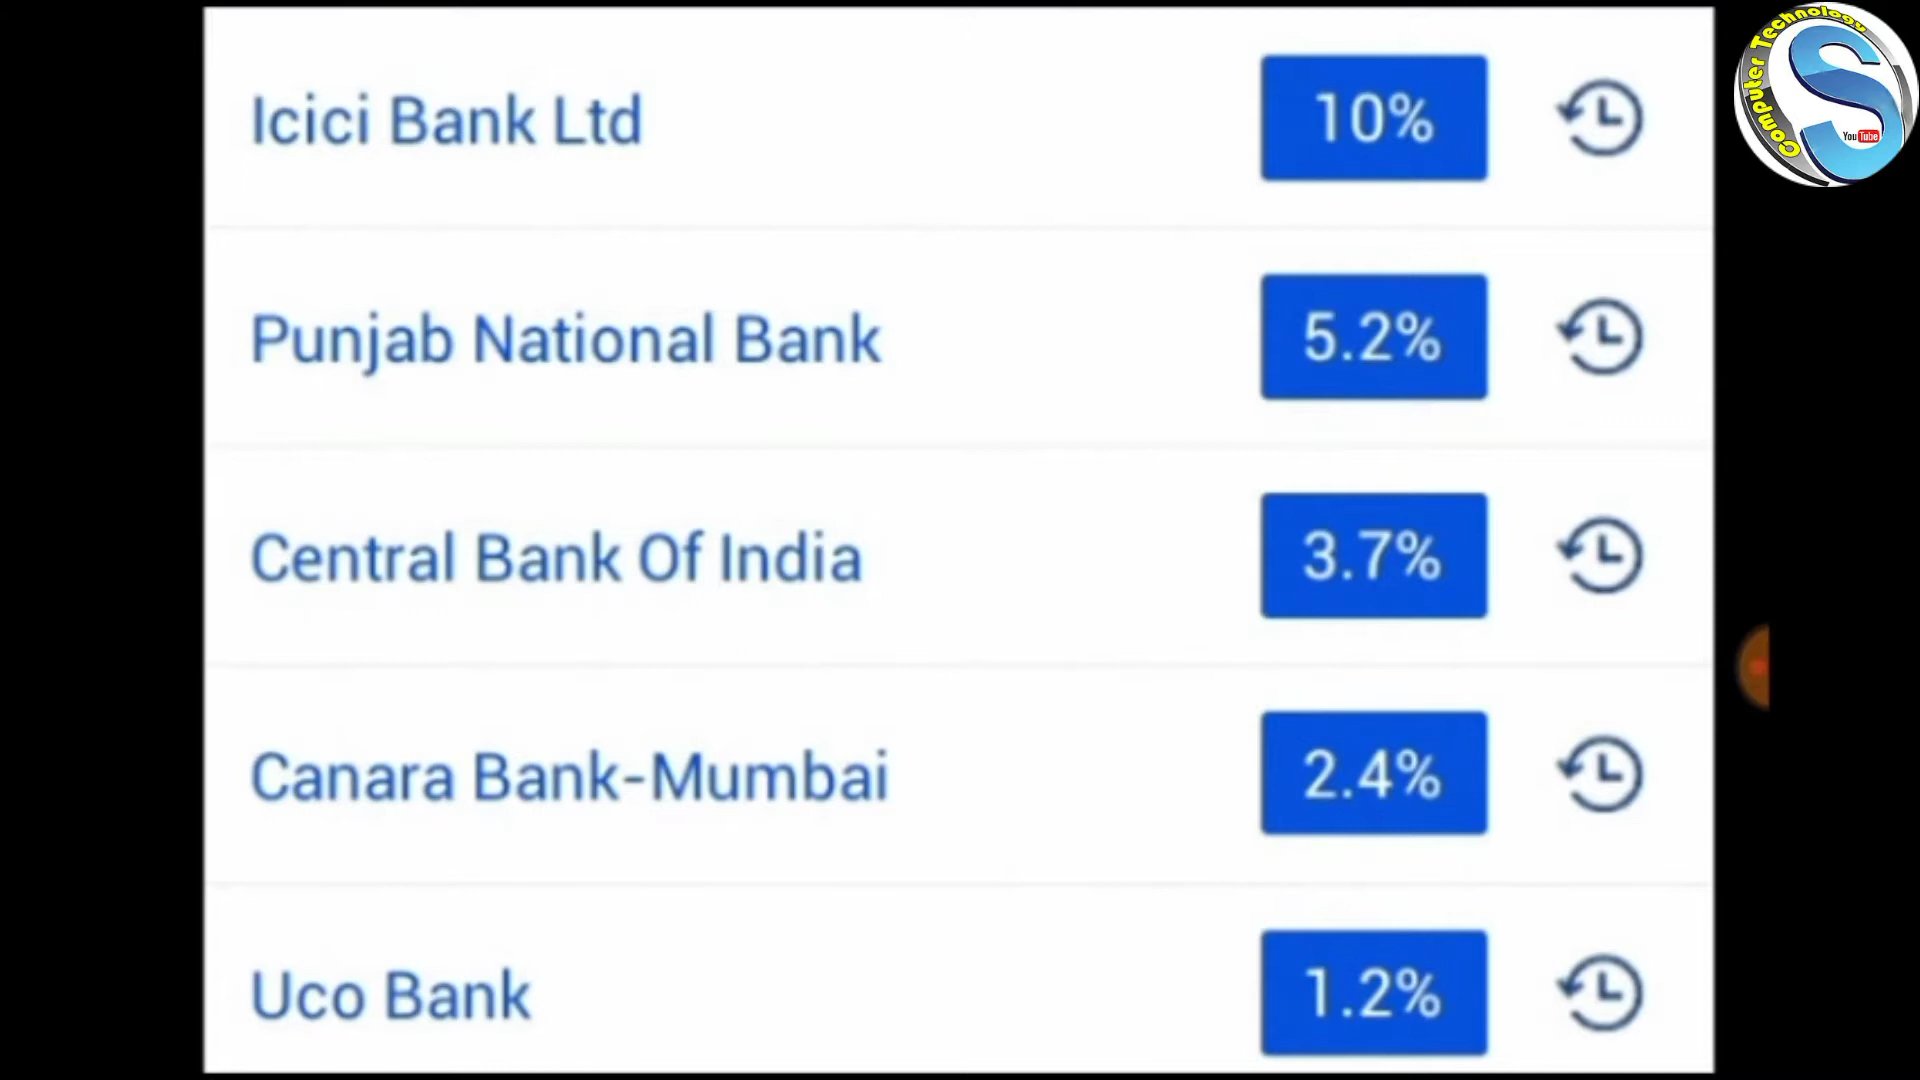 Icici Bank Ltd 10%
Punjab National Bank 5.2%
Central Bank Of India 3.7%
Canara Bank-Mumbai 2.4%
Uco Bank 1.2%
Computer Technology
S
YouTube